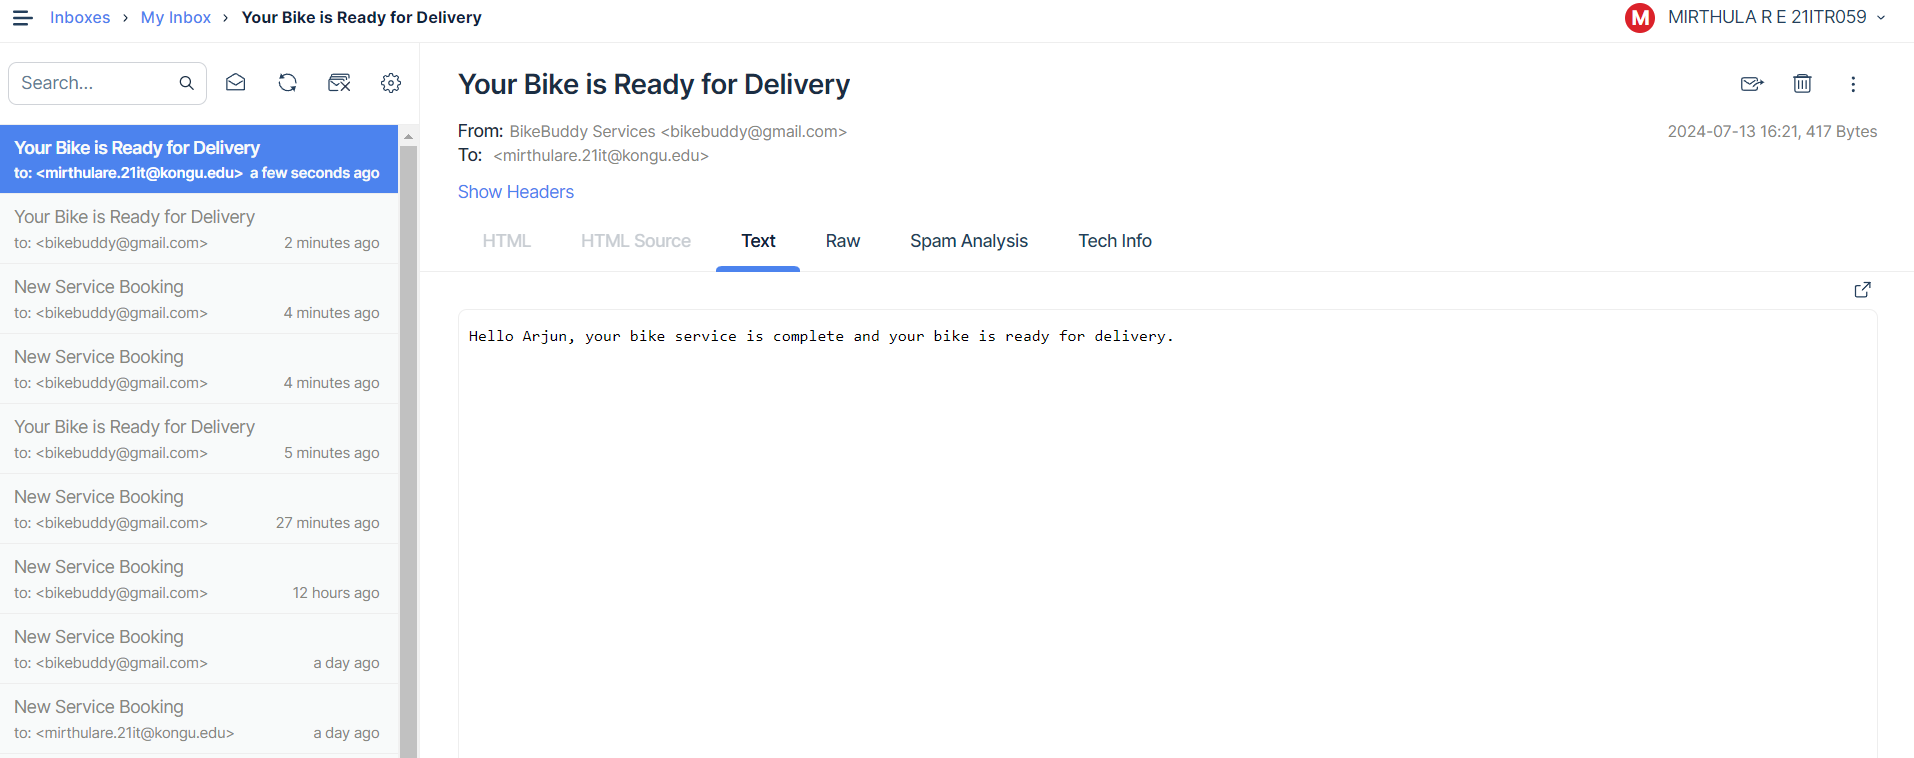 Inboxes › My Inbox › Your Bike is Ready for Delivery
M MIRTHULA R E 21ITR059
Search...
Your Bike is Ready for Delivery
to: <mirthulare.21it@kongu.edu> a few seconds ago
Your Bike is Ready for Delivery
to: <bikebuddy@gmail.com> 2 minutes ago
New Service Booking
to: <bikebuddy@gmail.com> 4 minutes ago
New Service Booking
to: <bikebuddy@gmail.com> 4 minutes ago
Your Bike is Ready for Delivery
to: <bikebuddy@gmail.com> 5 minutes ago
New Service Booking
to: <bikebuddy@gmail.com> 27 minutes ago
New Service Booking
to: <bikebuddy@gmail.com> 12 hours ago
New Service Booking
to: <bikebuddy@gmail.com> a day ago
New Service Booking
to: <mirthulare.21it@kongu.edu> a day ago
Your Bike is Ready for Delivery
From: BikeBuddy Services <bikebuddy@gmail.com>
2024-07-13 16:21, 417 Bytes
To: <mirthulare.21it@kongu.edu>
Show Headers
HTML HTML Source Text Raw Spam Analysis Tech Info
Hello Arjun, your bike service is complete and your bike is ready for delivery.